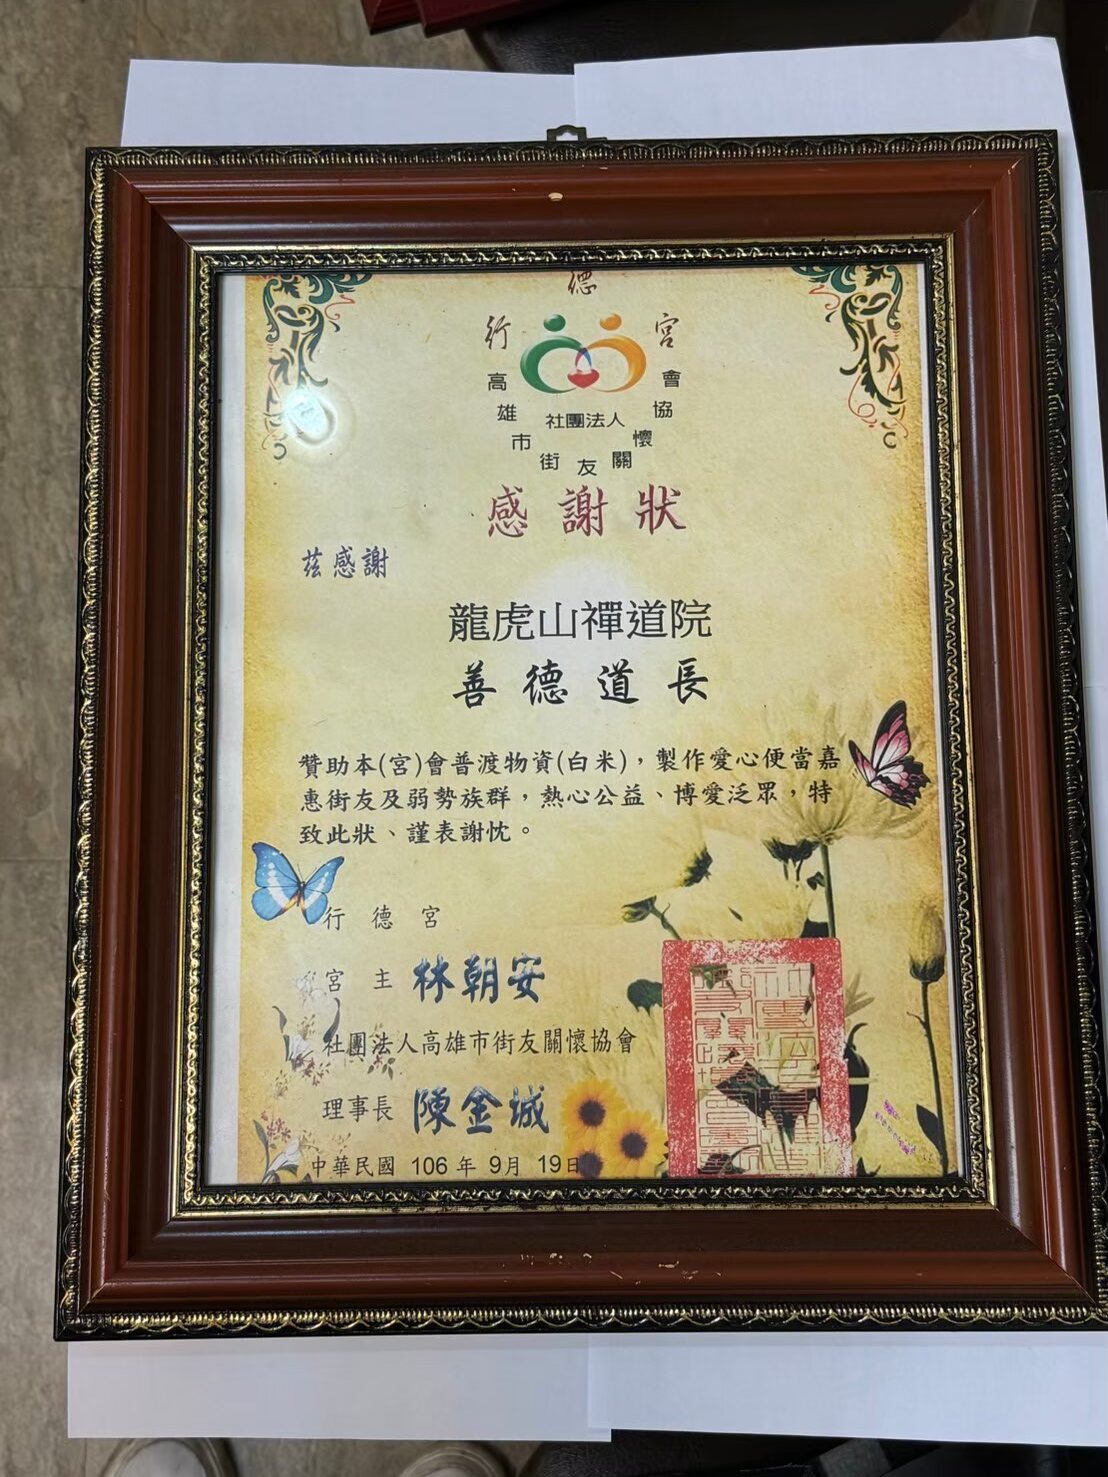 行德宮
社團法人
高雄市街友關懷協會
感謝狀
茲感謝
龍虎山禪道院
善德道長
贊助本(宮)會普渡物資(白米),製作愛心便當嘉
惠街友及弱勢族群,熱心公益、博愛泛眾,特
致此狀、謹表謝忱。
行德宮
宮主 林朝安
社團法人高雄市街友關懷協會
理事長 陳金城
中華民國 106 年 9月 19日